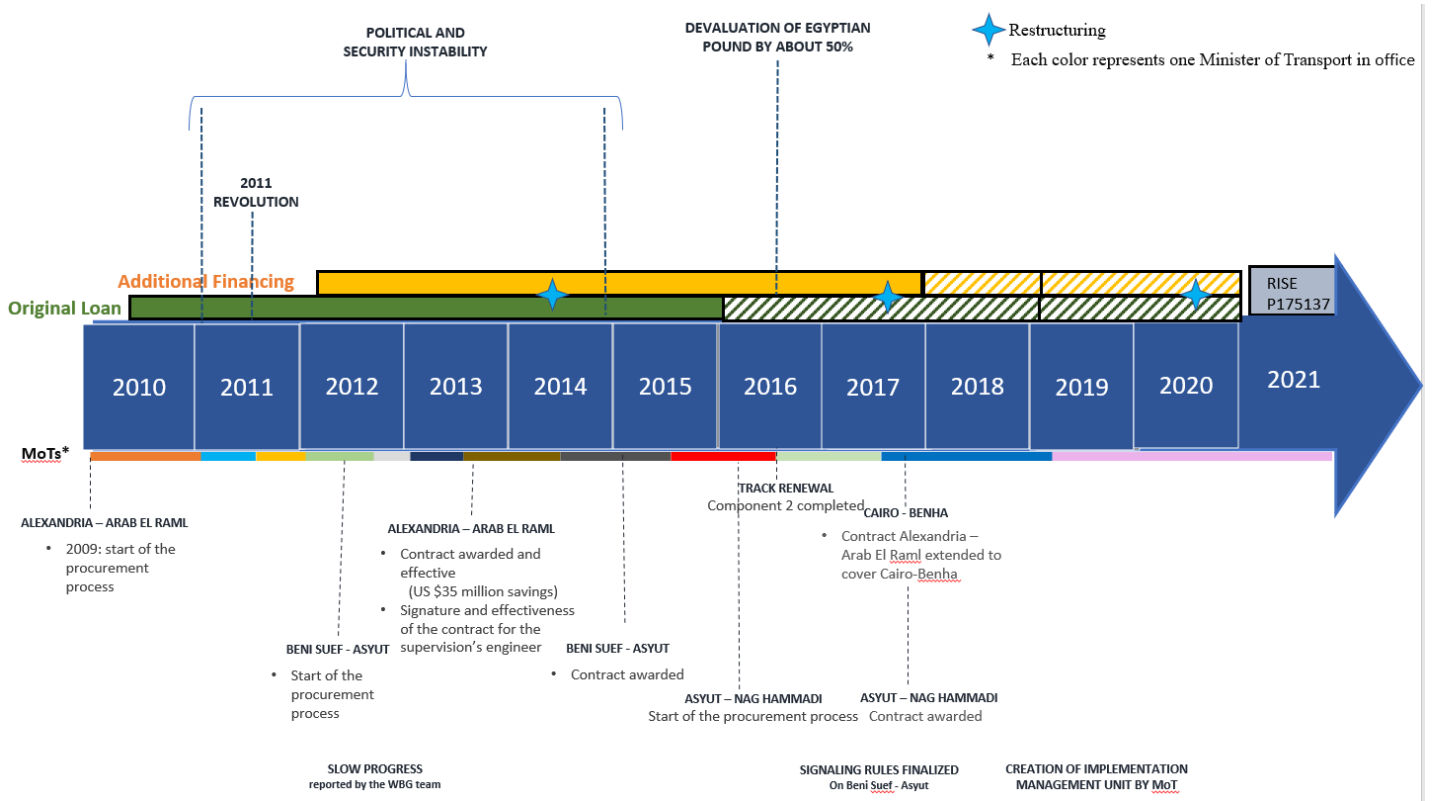 POLITICAL AND
SECURITY INSTABILITY
DEVALUATION OF EGYPTIAN
POUND BY ABOUT 50%
Restructuring
* Each color represents one Minister of Transport in office
2011
REVOLUTION
Additional Financing
Original Loan
RISE
P175137
2010 2011 2012 2013 2014 2015 2016 2017 2018 2019 2020 2021
MoTs*
ALEXANDRIA – ARAB EL RAML
• 2009: start of the
procurement
process
BENI SUEF - ASYUT
• Start of the
procurement
process
ALEXANDRIA – ARAB EL RAML
• Contract awarded and
effective
(US $35 million savings)
• Signature and effectiveness
of the contract for the
supervision's engineer
BENI SUEF - ASYUT
• Contract awarded
TRACK RENEWAL
Component 2 completed
ASYUT – NAG HAMMADI
Start of the procurement process
CAIRO - BENHA
• Contract Alexandria –
Arab El Raml extended to
cover Cairo-Benha
ASYUT – NAG HAMMADI
Contract awarded
SLOW PROGRESS
reported by the WBG team
SIGNALING RULES FINALIZED
On Beni Suef - Asyut
CREATION OF IMPLEMENTATION
MANAGEMENT UNIT BY MoT